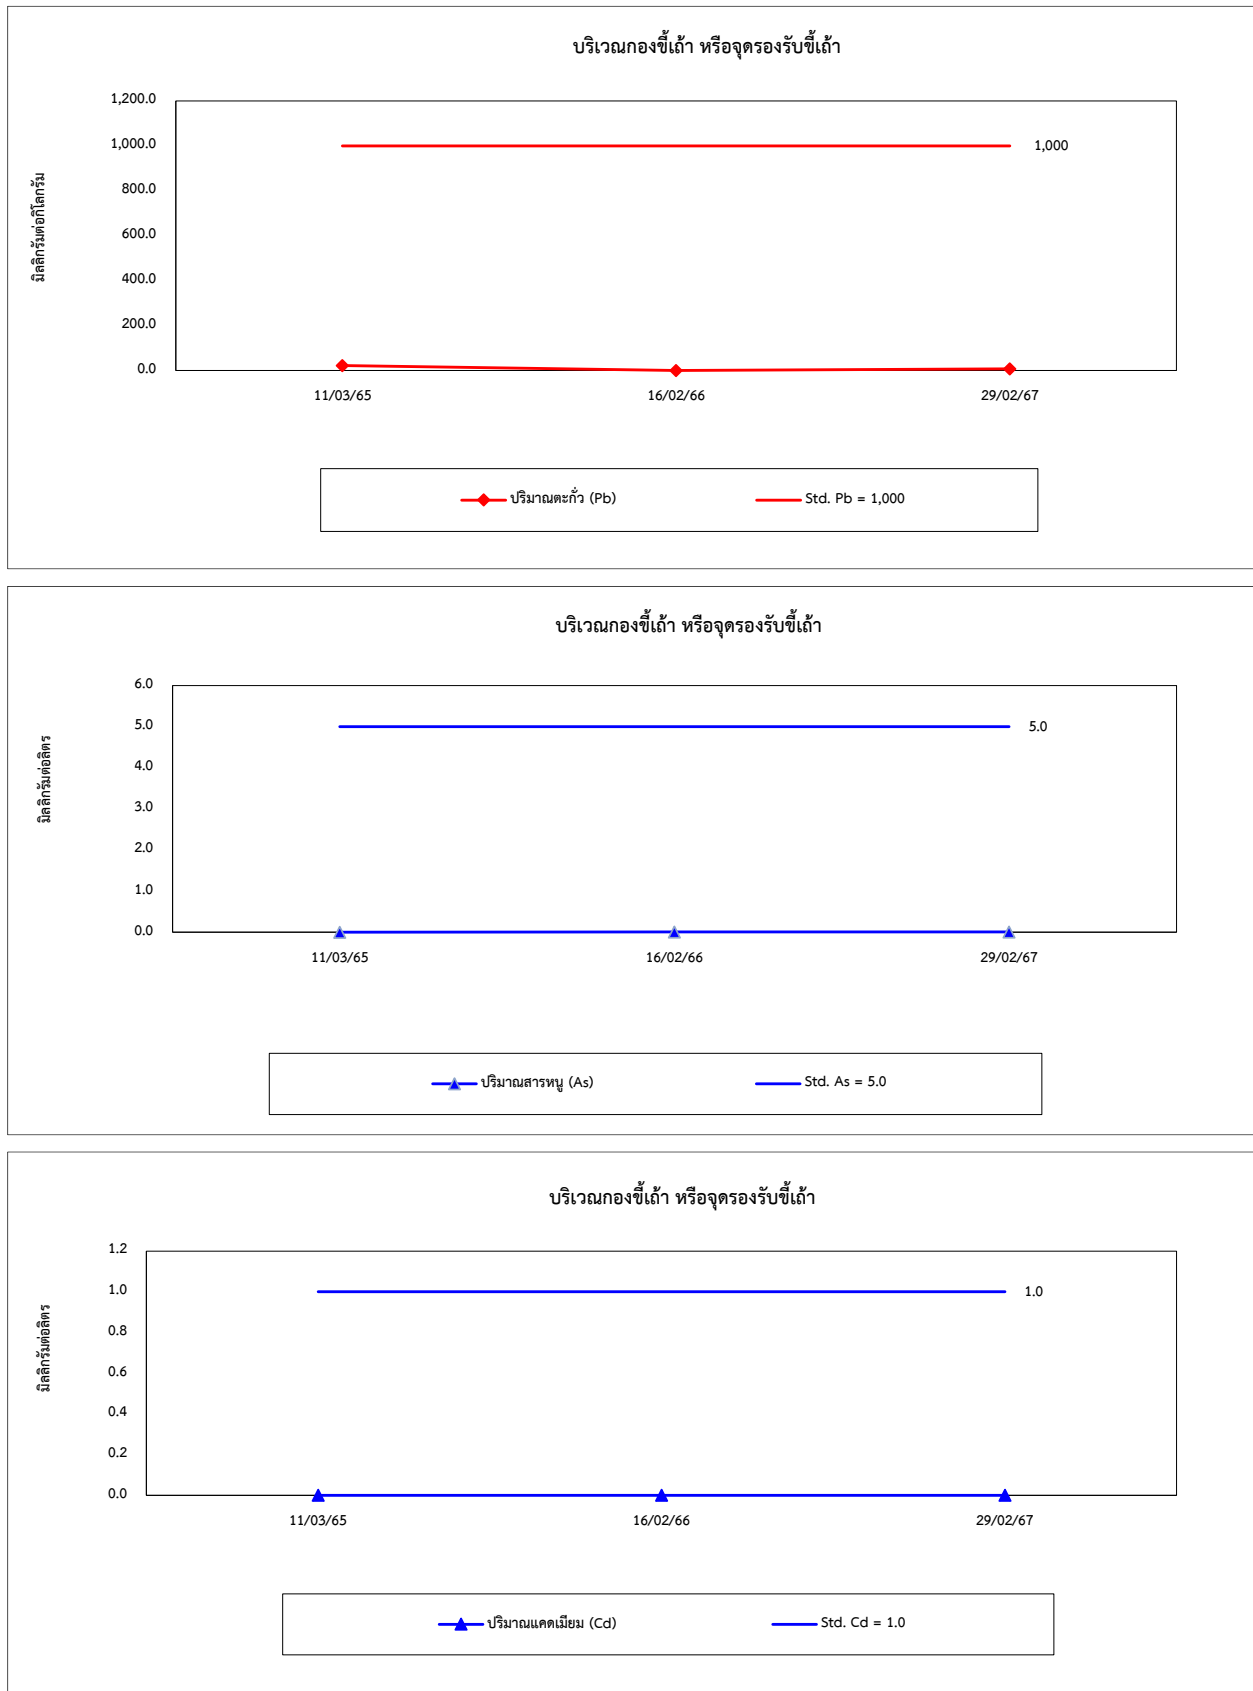 บริเวณกองขี้เถ้า หรือจุดรองรับขี้เถ้า
มิลลิกรัมต่อกิโลกรัม
1,200.0
1,000.0
800.0
600.0
400.0
200.0
0.0
1,000
11/03/65 16/02/66 29/02/67
ปริมาณตะกั่ว (Pb) Std. Pb = 1,000
บริเวณกองขี้เถ้า หรือจุดรองรับขี้เถ้า
มิลลิกรัมต่อลิตร
6.0
5.0
4.0
3.0
2.0
1.0
0.0
5.0
11/03/65 16/02/66 29/02/67
ปริมาณสารหนู (As) Std. As = 5.0
บริเวณกองขี้เถ้า หรือจุดรองรับขี้เถ้า
มิลลิกรัมต่อลิตร
1.2
1.0
0.8
0.6
0.4
0.2
0.0
1.0
11/03/65 16/02/66 29/02/67
ปริมาณแคดเมียม (Cd) Std. Cd = 1.0